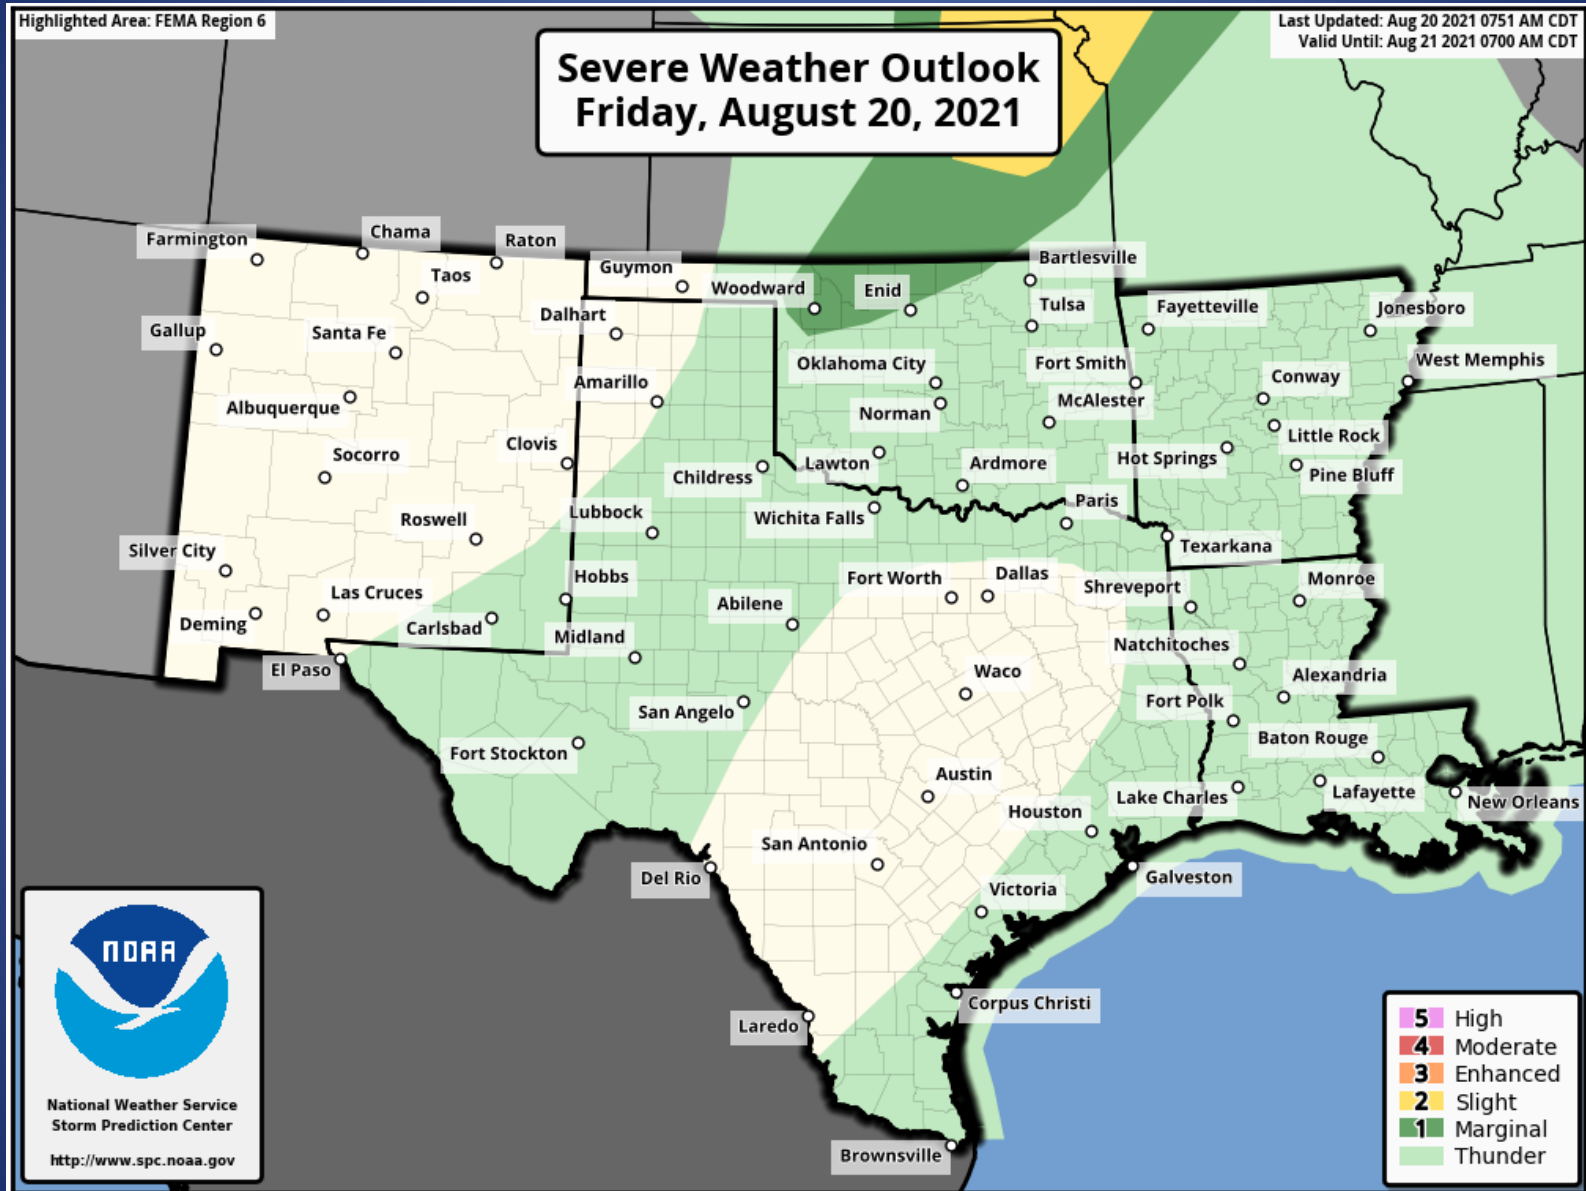 Highlighted Area: FEMA Region 6
Last Updated: Aug 20 2021 0751 AM CDT
Valid Until: Aug 21 2021 0700 AM CDT
Severe Weather Outlook
Friday, August 20, 2021
Farmington
Chama
Raton
Taos
Guymon
Woodward
Enid
Bartlesville
Tulsa
Fayetteville
Jonesboro
Gallup
Santa Fe
Dalhart
Oklahoma City
Fort Smith
West Memphis
Albuquerque
Amarillo
Norman
McAlester
Conway
Little Rock
Socorro
Clovis
Childress
Lawton
Ardmore
Hot Springs
Pine Bluff
Roswell
Lubbock
Wichita Falls
Paris
Texarkana
Silver City
Las Cruces
Hobbs
Abilene
Fort Worth
Dallas
Shreveport
Monroe
Deming
Carlsbad
Midland
Natchitoches
El Paso
Waco
Alexandria
San Angelo
Fort Polk
Fort Stockton
Baton Rouge
Austin
Lake Charles
Lafayette
New Orleans
Houston
San Antonio
Del Rio
Victoria
Galveston
Corpus Christi
Laredo
Brownsville
NOAA
National Weather Service
Storm Prediction Center
http://www.spc.noaa.gov
5 High
4 Moderate
3 Enhanced
2 Slight
1 Marginal
Thunder